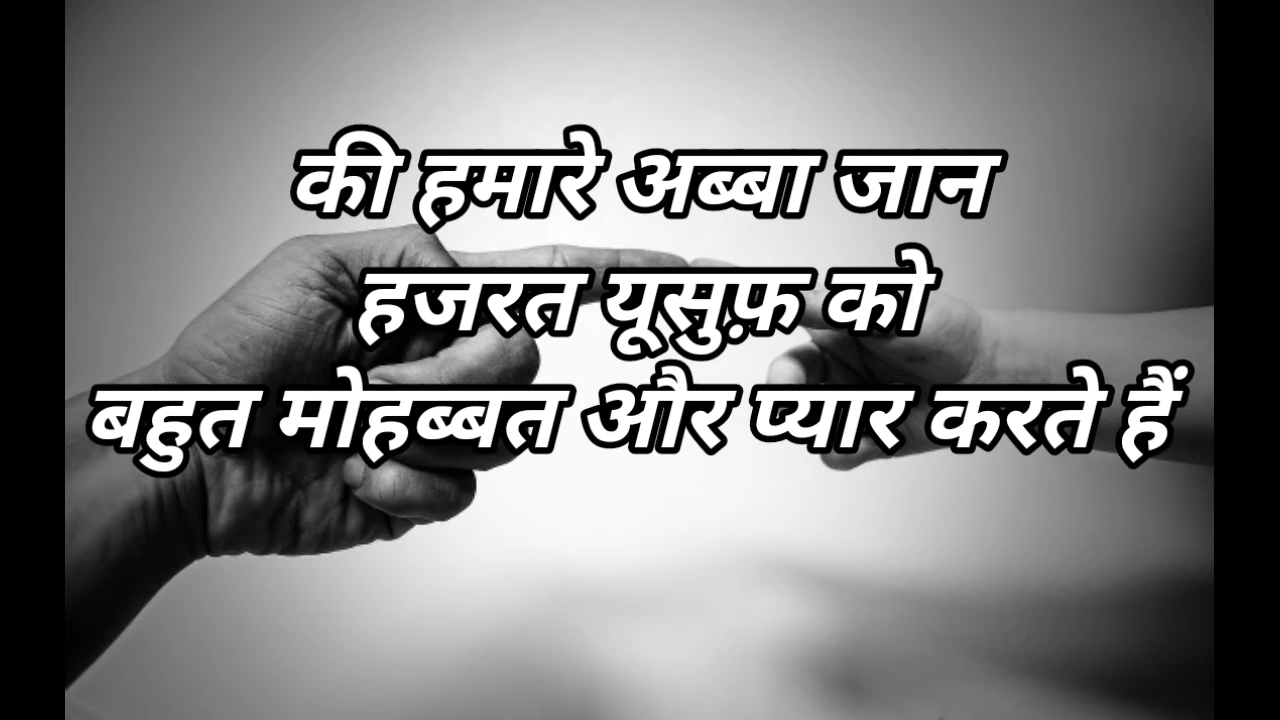 की हमारे अब्बा जान
हजरत यूसुफ़ को
बहुत मोहब्बत और प्यार करते हैं